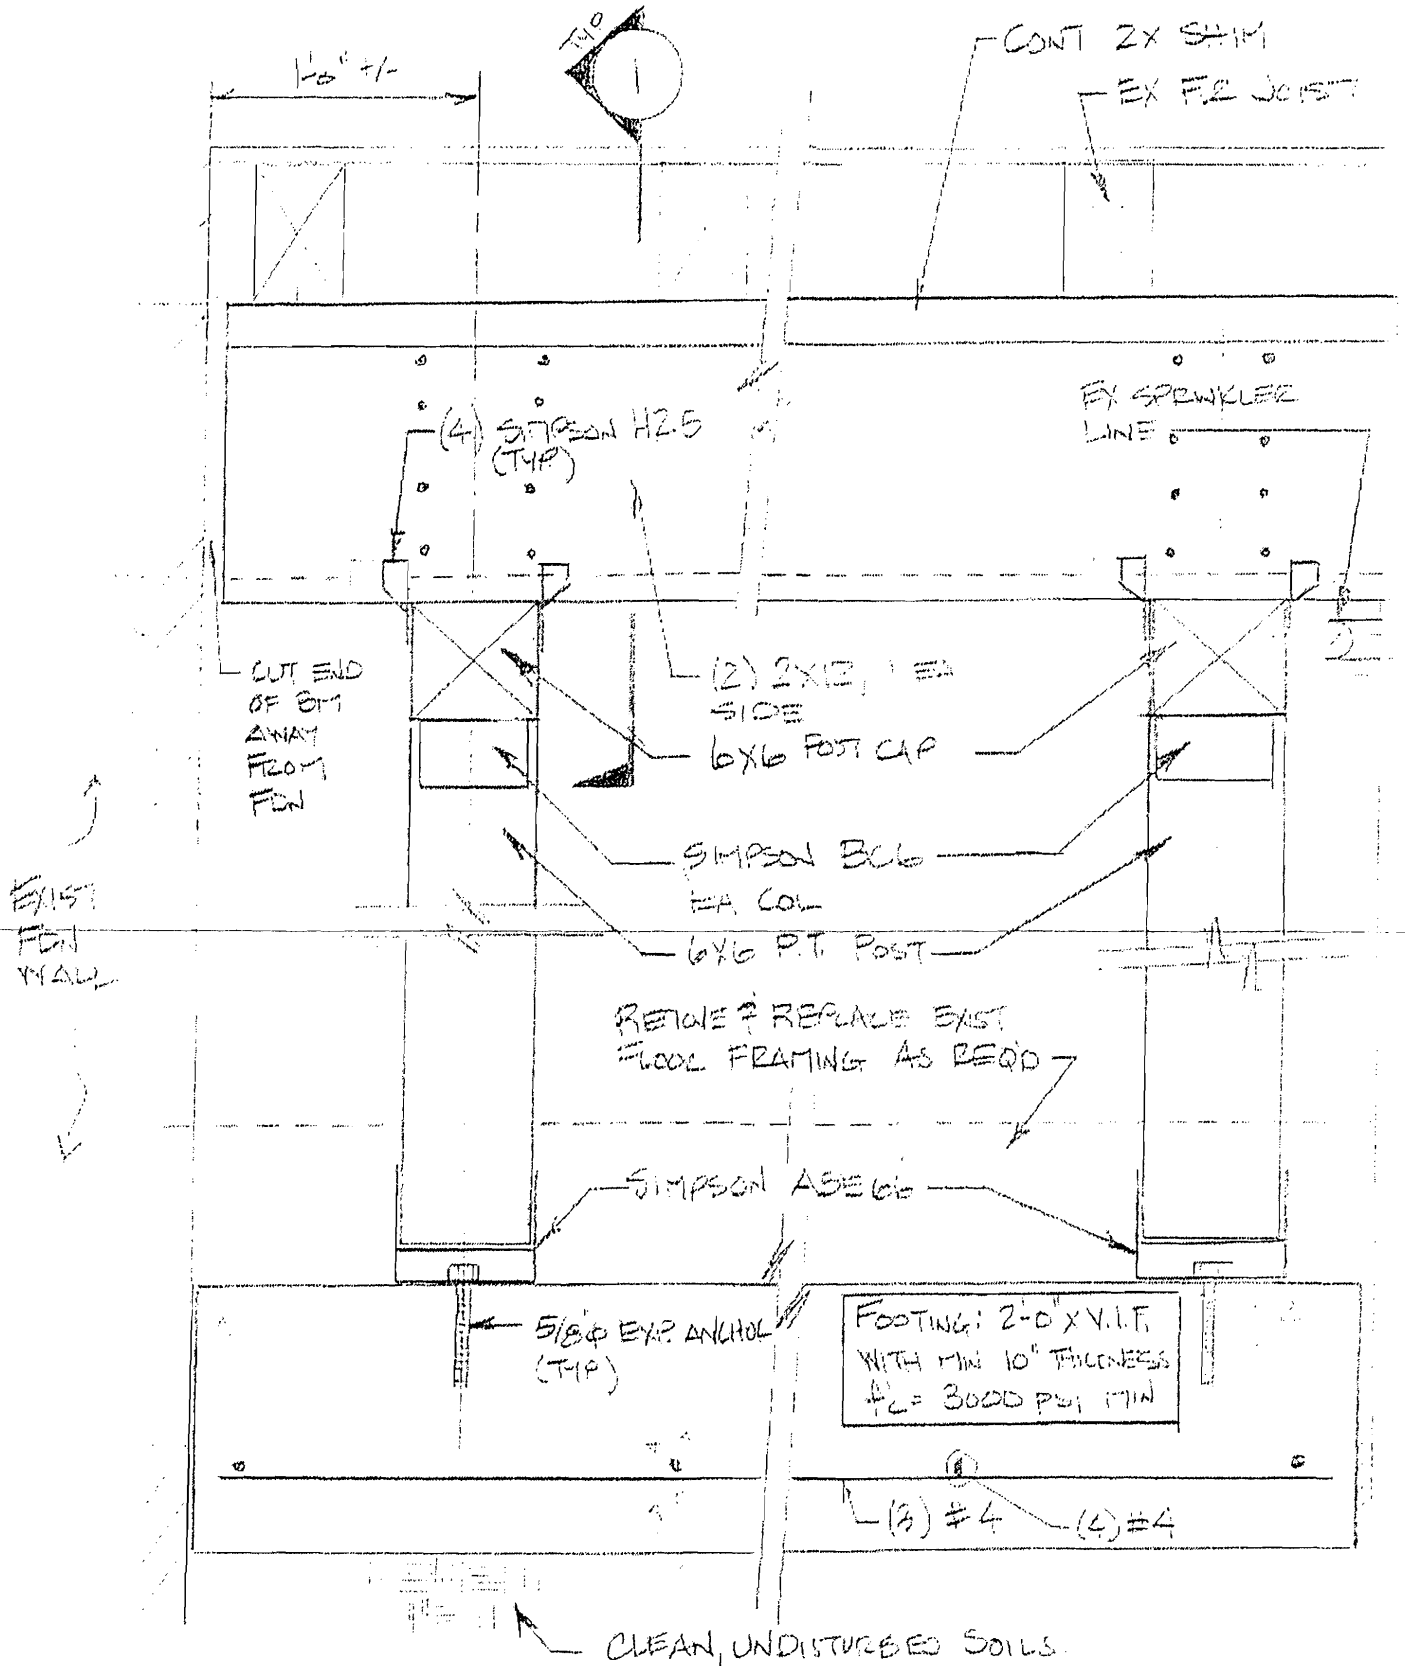 1'-0" +/-
TYP
1
CONT 2X SHIM
EX FLR JOIST
(4) SIMPSON H2.5
(TYP)
EX SPRINKLER
LINE
CUT END
OF BM
AWAY
FROM
FDN
(2) 2X12, 1 EA
SIDE
6X6 POST CAP
SIMPSON BC6
EA COL
6X6 P.T. POST
EXIST
FDN
WALL
REMOVE & REPLACE EXIST
FLOOR FRAMING AS REQ'D
SIMPSON ABE66
5/8φ EXP. ANCHOR
(TYP)
FOOTING: 2'-0" X V.I.F.
WITH MIN 10" THICKNESS
f'c = 3000 psi MIN
(3) #4
(4) #4
CLEAN, UNDISTURBED SOILS